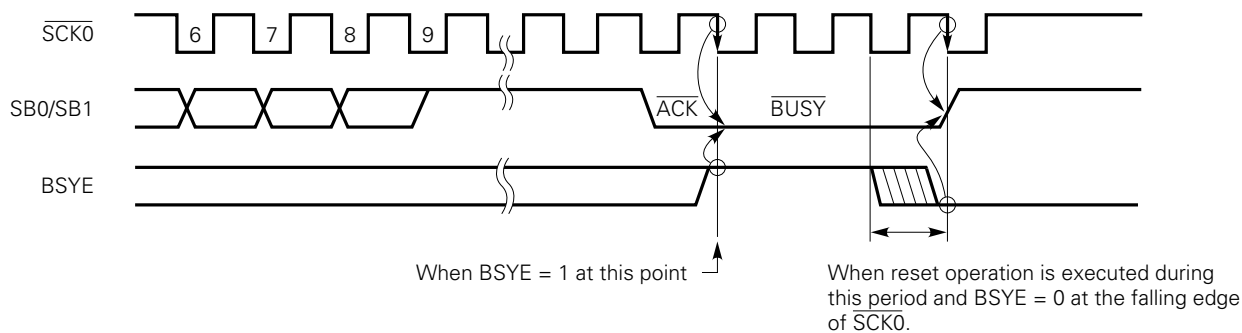 SCK0 6 7 8 9
SB0/SB1 ACK BUSY
BSYE
When BSYE = 1 at this point
When reset operation is executed during
this period and BSYE = 0 at the falling edge
of SCK0.